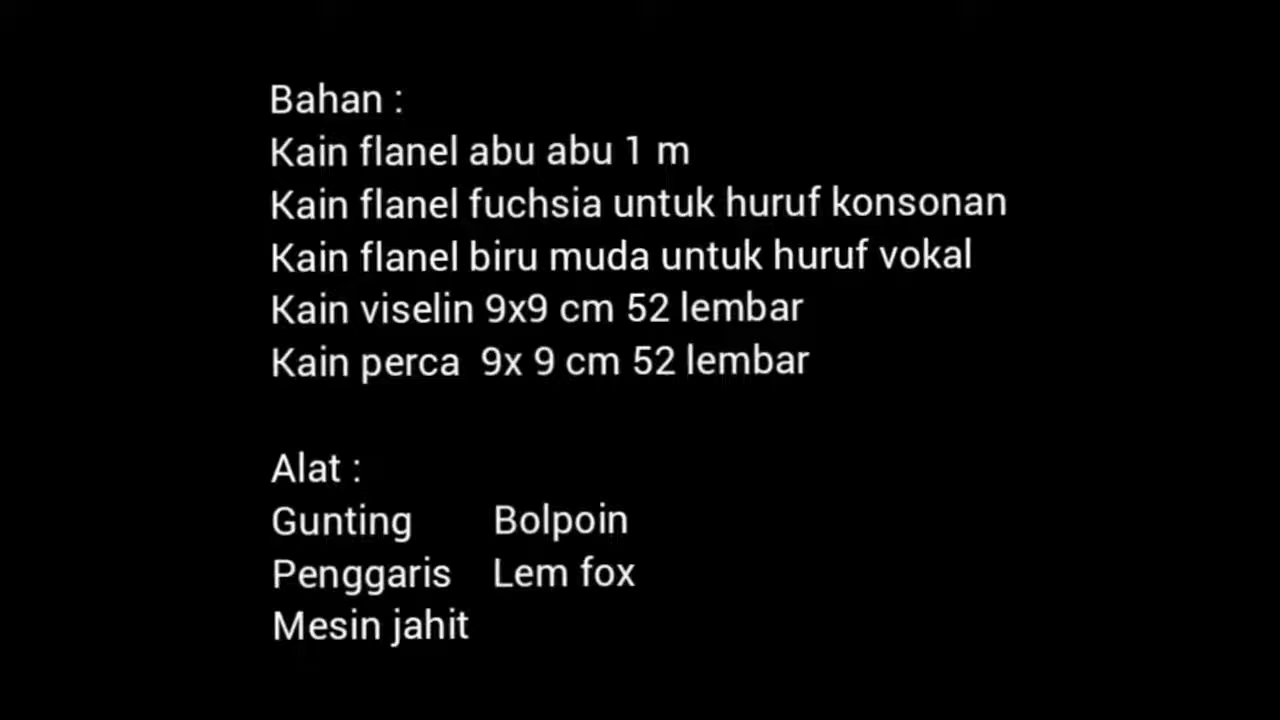 Bahan :
Kain flanel abu abu 1 m
Kain flanel fuchsia untuk huruf konsonan
Kain flanel biru muda untuk huruf vokal
Kain viselin 9x9 cm 52 lembar
Kain perca  9x 9 cm 52 lembar

Alat :
Gunting Bolpoin
Penggaris Lem fox
Mesin jahit